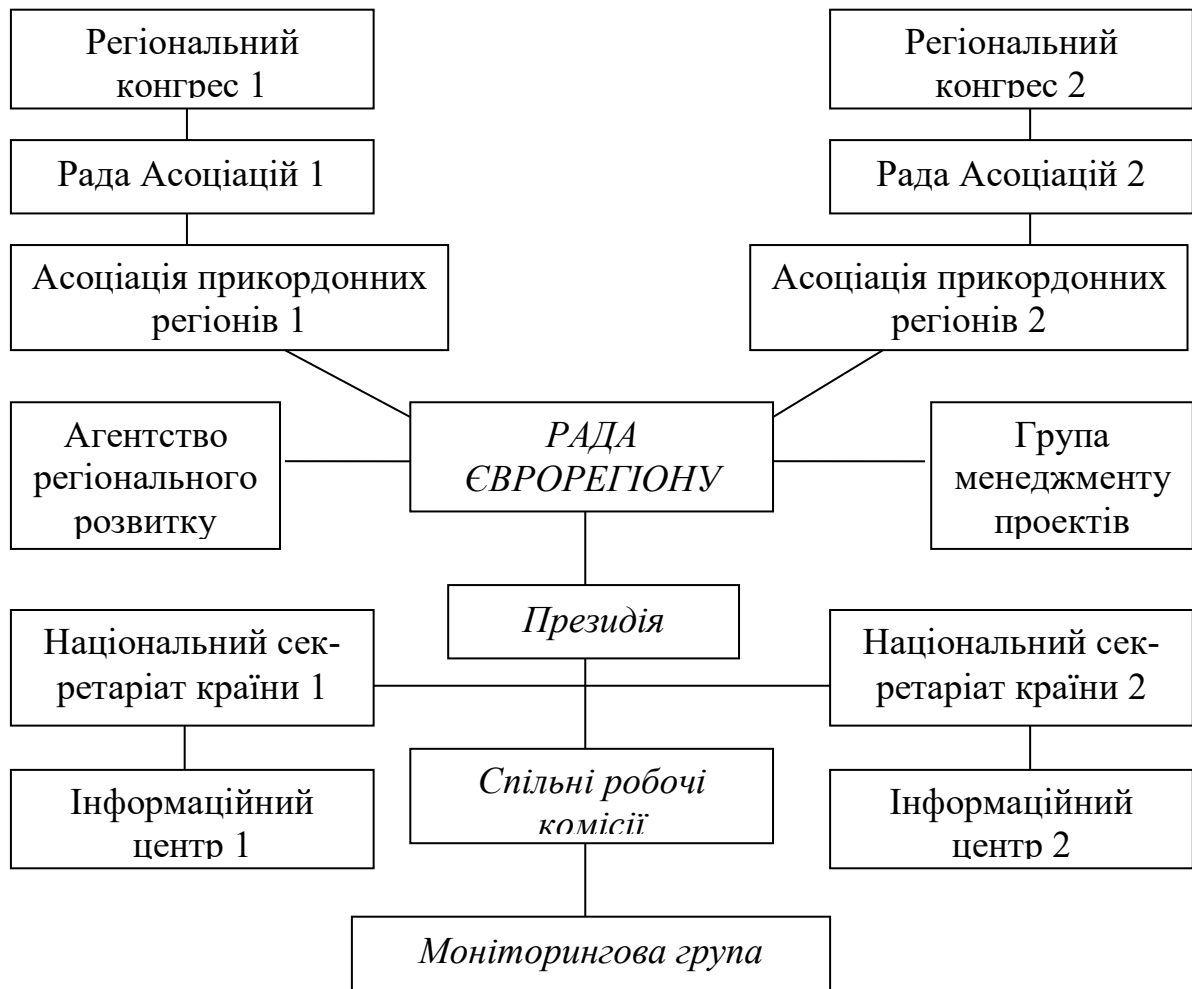 Регіональний
конгрес 1
Регіональний
конгрес 2
Рада Асоціацій 1
Рада Асоціацій 2
Асоціація прикордонних
регіонів 1
Асоціація прикордонних
регіонів 2
Агентство
регіонального
розвитку
РАДА
ЄВРОРЕГІОНУ
Група
менеджменту
проектів
Президія
Національний сек-
ретаріат країни 1
Національний сек-
ретаріат країни 2
Інформаційний
центр 1
Спільні робочі
комісії
Інформаційний
центр 2
Моніторингова група